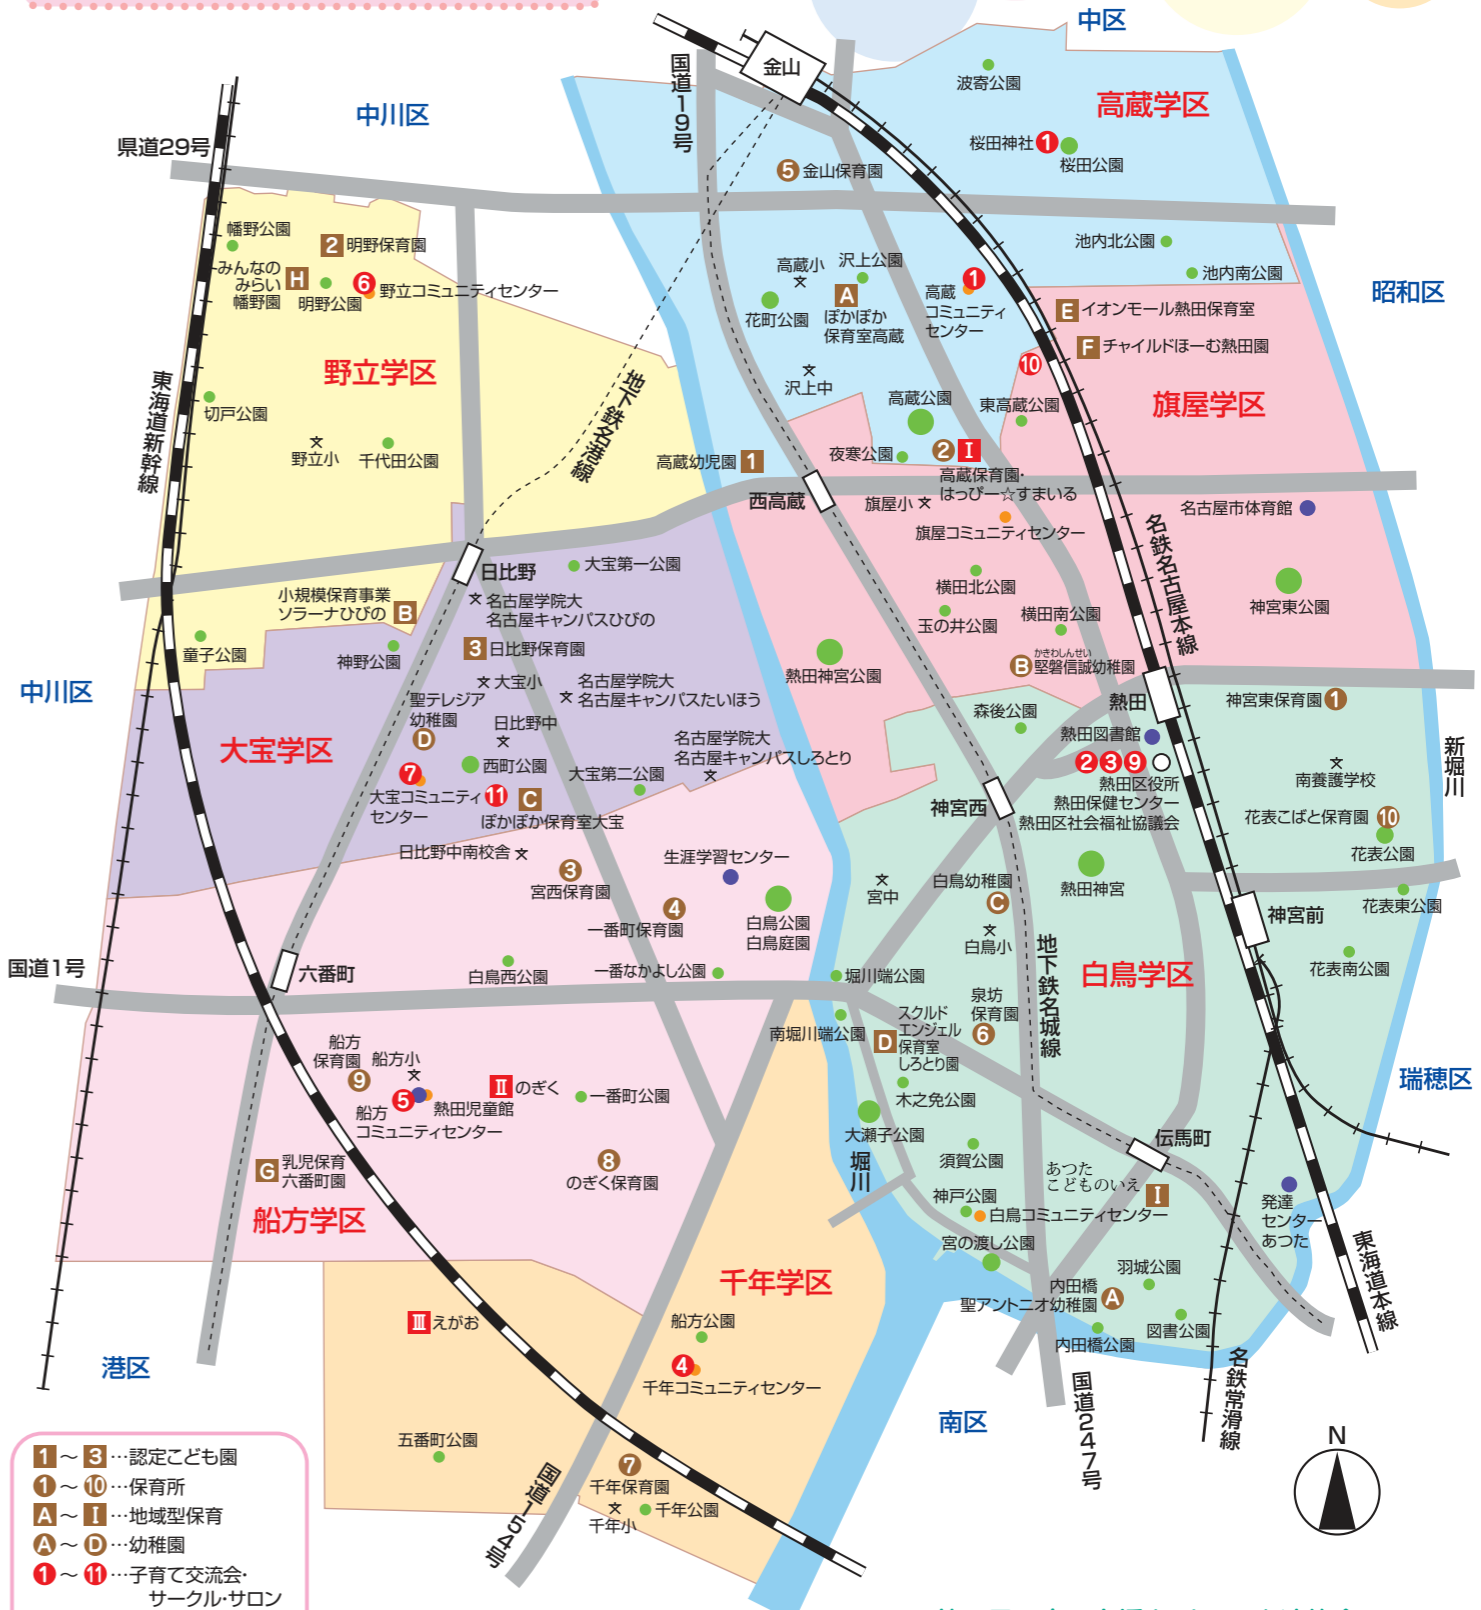 中区
中川区
県道29号
国道19号
金山
波寄公園
高蔵学区
桜田神社 1
桜田公園
5 金山保育園
池内北公園
池内南公園
昭和区
幡野公園
2 明野保育園
みんなの
みらい
幡野園
H
明野公園
6
野立コミュニティセンター
高蔵小
沢上公園
花町公園
A
ぽかぽか
保育室高蔵
1
高蔵
コミュニティ
センター
E イオンモール熱田保育室
F チャイルドほーむ熱田園
10
野立学区
沢上中
旗屋学区
東海道新幹線
切戸公園
地下鉄名港線
高蔵公園
東高蔵公園
野立小
千代田公園
高蔵幼児園 1
夜寒公園
2 I
高蔵保育園・
はっぴー☆すまいる
西高蔵
旗屋小
旗屋コミュニティセンター
名古屋市体育館
名鉄名古屋本線
日比野
大宝第一公園
小規模保育事業
ソラーナひびの B
名古屋学院大
名古屋キャンパスひびの
横田北公園
玉の井公園
横田南公園
神宮東公園
童子公園
神野公園
3 日比野保育園
熱田神宮公園
B
かきわしんせい
堅磐信誠幼稚園
中川区
大宝小
名古屋学院大
名古屋キャンパスたいほう
聖テレジア
幼稚園
D
日比野中
熱田
神宮東保育園 1
森後公園
熱田図書館
大宝学区
西町公園
名古屋学院大
名古屋キャンパスしろとり
大宝第二公園
2 3 9
熱田区役所
熱田保健センター
熱田区社会福祉協議会
南養護学校
新堀川
7
大宝コミュニティ
センター
11
C
ぽかぽか保育室大宝
神宮西
花表こばと保育園 10
花表公園
日比野中南校舎
3
宮西保育園
生涯学習センター
宮中
白鳥幼稚園
C
熱田神宮
花表東公園
4
一番町保育園
白鳥公園
白鳥庭園
白鳥小
神宮前
国道1号
六番町
白鳥西公園
一番なかよし公園
堀川端公園
地下鉄名城線
白鳥学区
花表南公園
南堀川端公園
D
スクルド
エンジェル
保育室
しろとり園
泉坊
保育園
6
瑞穂区
船方
保育園
9
船方小
5
船方
コミュニティセンター
熱田児童館
II のぎく
一番町公園
木之免公園
大瀬子公園
伝馬町
G 乳児保育
六番町園
8
のぎく保育園
堀川
須賀公園
あつた
こどものいえ
I
発達
センター
あつた
神戸公園
白鳥コミュニティセンター
宮の渡し公園
船方学区
千年学区
羽城公園
内田橋
聖アントニオ幼稚園 A
図書公園
内田橋公園
東海道本線
III えがお
船方公園
4
千年コミュニティセンター
港区
南区
国道247号
名鉄常滑線
N
五番町公園
7
千年保育園
千年小
千年公園
国道154号
1～3…認定こども園
1～10…保育所
A～I…地域型保育
A～D…幼稚園
1～11…子育て交流会・
サークル・サロン